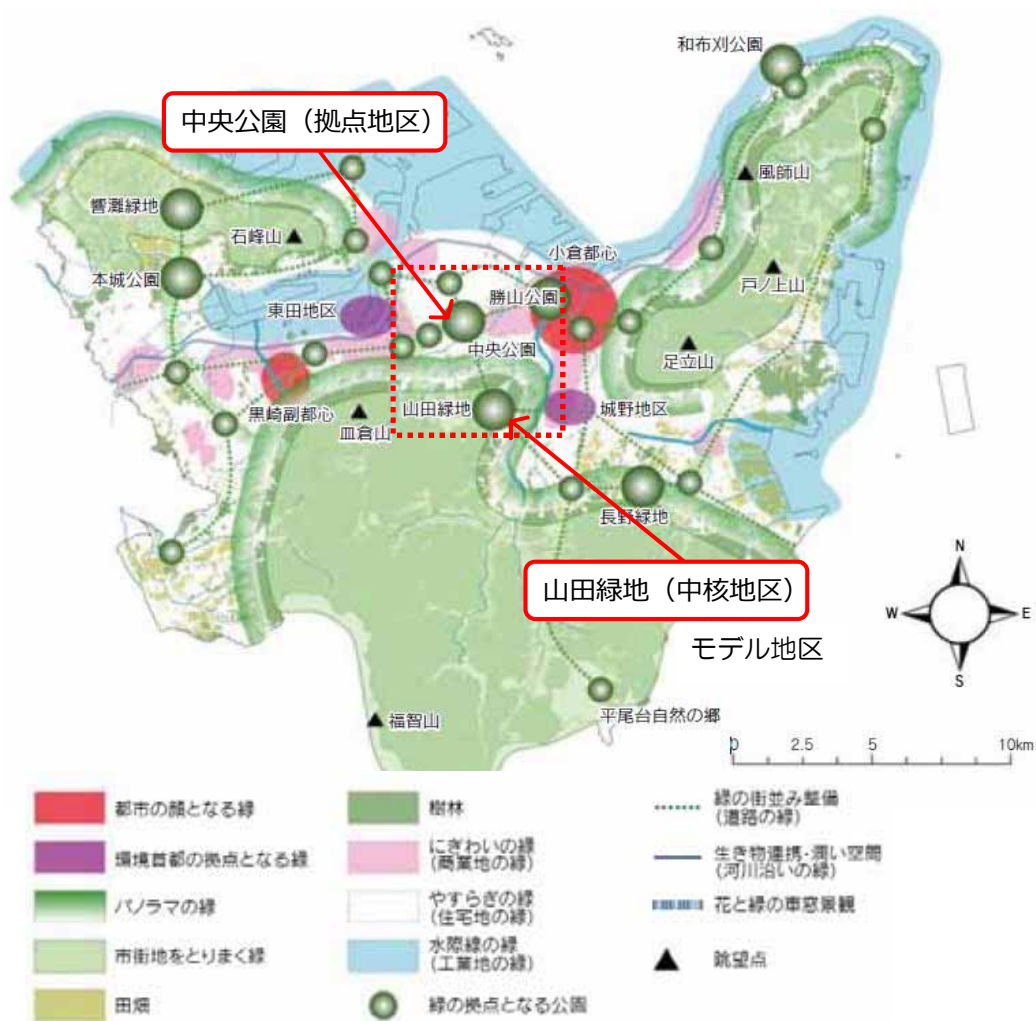 和布刈公園
中央公園（拠点地区）
風師山
響灘緑地
石峰山
小倉都心
戸ノ上山
本城公園
勝山公園
東田地区
中央公園
足立山
山田緑地
城野地区
黒崎副都心
皿倉山
長野緑地
山田緑地（中核地区）
モデル地区
N
W
E
S
福智山
平尾台自然の郷
0 2.5 5 10km
都市の顔となる緑
環境首都の拠点となる緑
パノラマの緑
市街地をとりまく緑
田畑
樹林
にぎわいの緑
(商業地の緑)
やすらぎの緑
(住宅地の緑)
水際線の緑
(工業地の緑)
緑の拠点となる公園
緑の街並み整備
(道路の緑)
生き物連携・潤い空間
(河川沿いの緑)
花と緑の車窓景観
眺望点